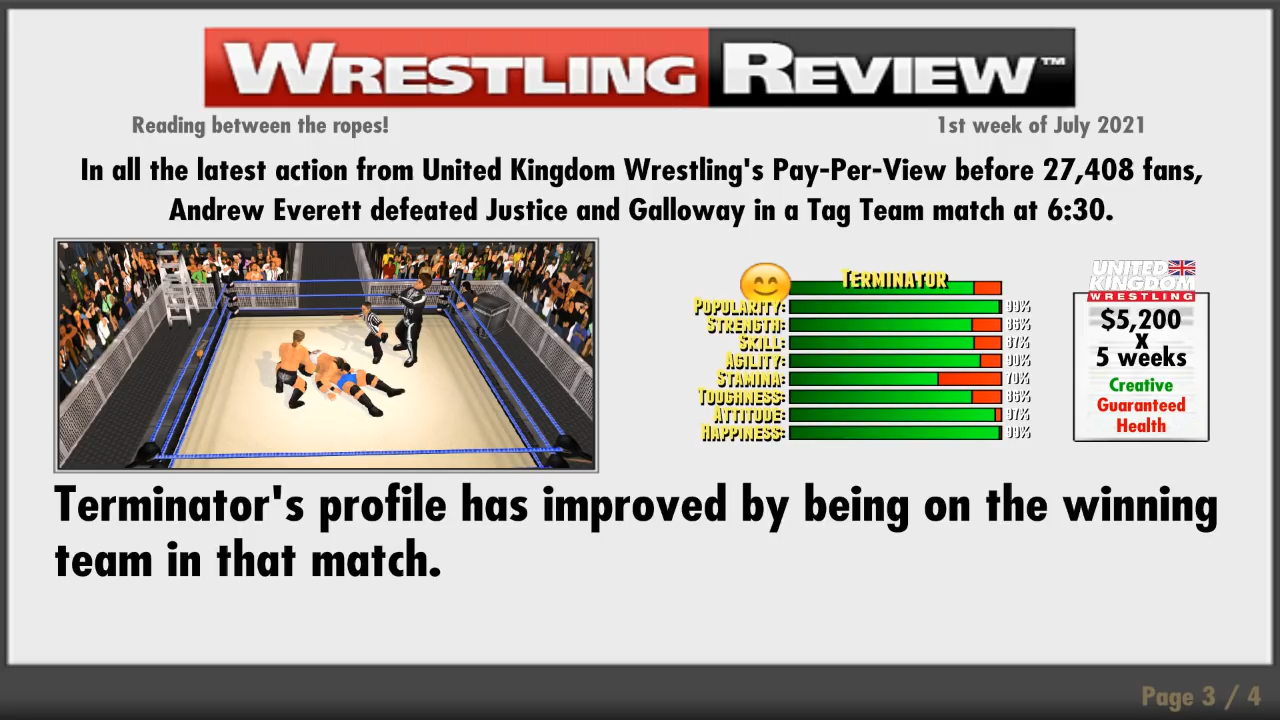 WRESTLING REVIEW™
Reading between the ropes!
1st week of July 2021
In all the latest action from United Kingdom Wrestling's Pay-Per-View before 27,408 fans,
Andrew Everett defeated Justice and Galloway in a Tag Team match at 6:30.
TERMINATOR
POPULARITY: 99%
STRENGTH: 86%
SKILL: 87%
AGILITY: 90%
STAMINA: 70%
TOUGHNESS: 86%
ATTITUDE: 97%
HAPPINESS: 99%
UNITED
KINGDOM
WRESTLING
$5,200
X
5 weeks
Creative
Guaranteed
Health
Terminator's profile has improved by being on the winning
team in that match.
Page 3 / 4